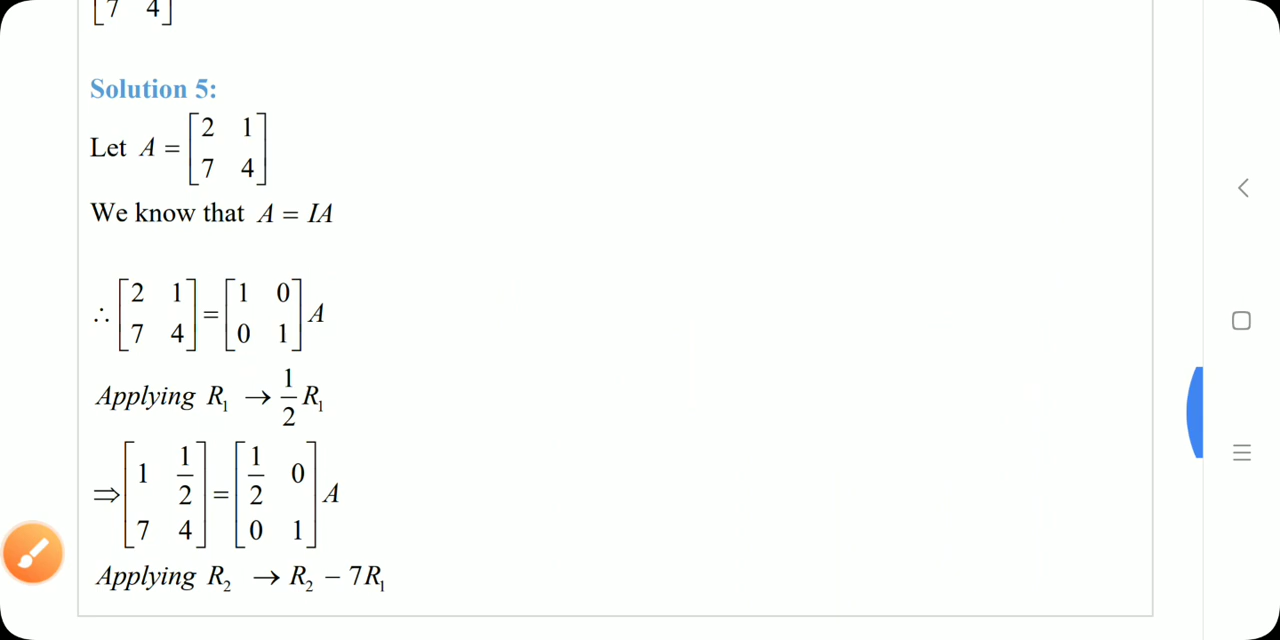 [7 4]
Solution 5:
Let A = [2 1
7 4]
We know that A = IA
∴ [2 1
7 4] = [1 0
0 1] A
Applying R₁ → 1/2 R₁
⇒ [1 1/2
7 4] = [1/2 0
0 1] A
Applying R₂ → R₂ − 7R₁